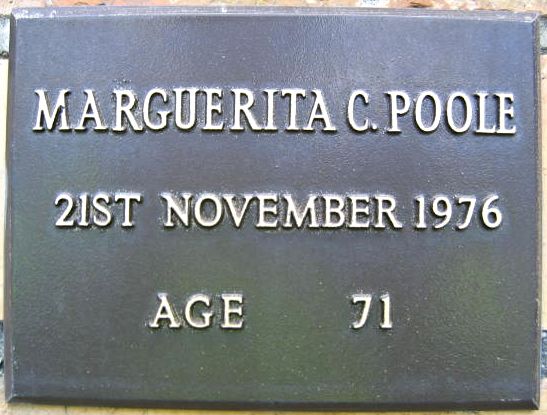 MARGUERITA C. POOLE
21ST NOVEMBER 1976
AGE 71